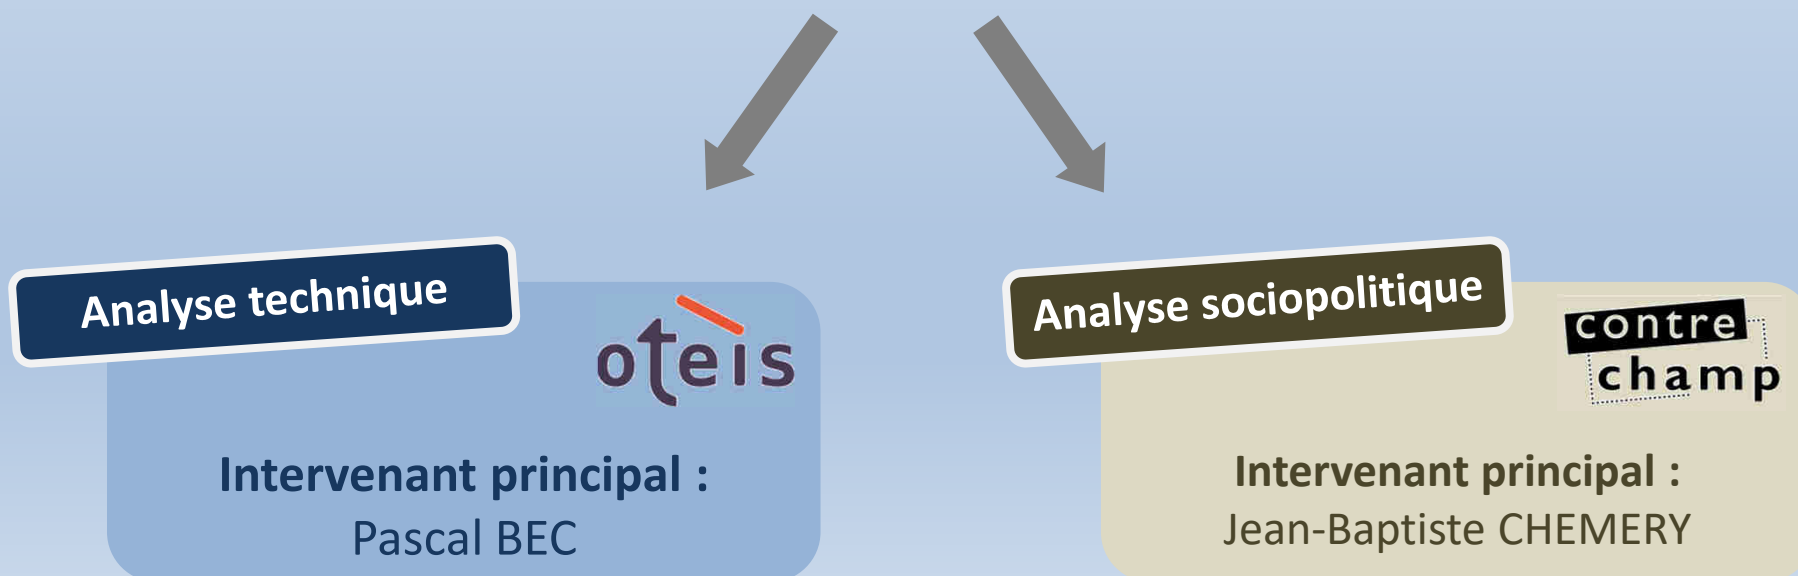 Analyse technique
oteis
Intervenant principal :
Pascal BEC
Analyse sociopolitique
contre
champ
Intervenant principal :
Jean-Baptiste CHEMERY